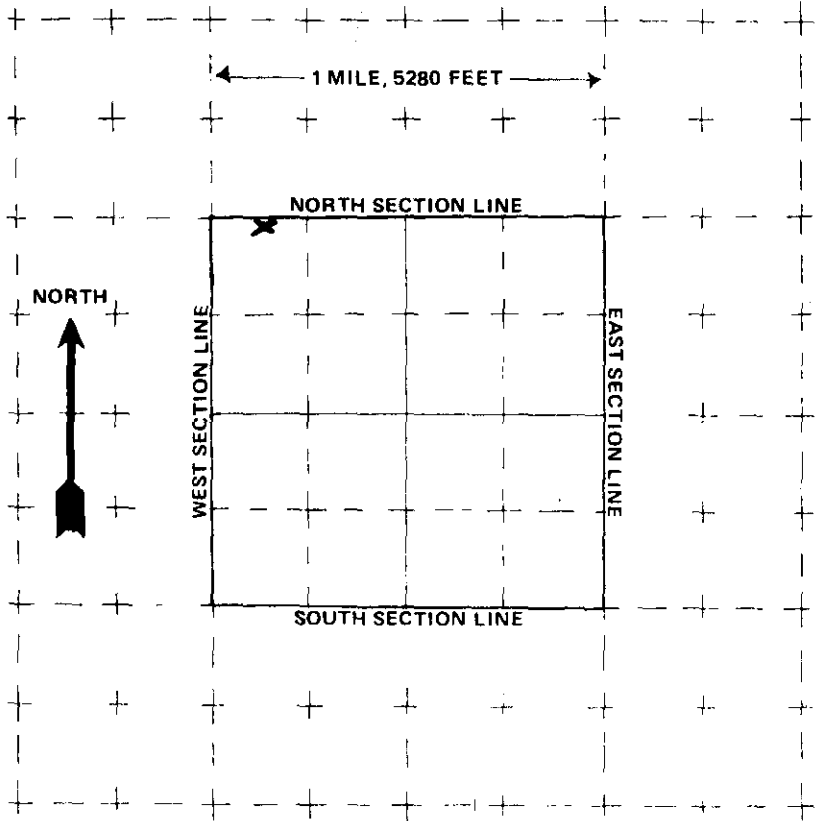 1 MILE, 5280 FEET
NORTH SECTION LINE
NORTH
WEST SECTION LINE
EAST SECTION LINE
SOUTH SECTION LINE